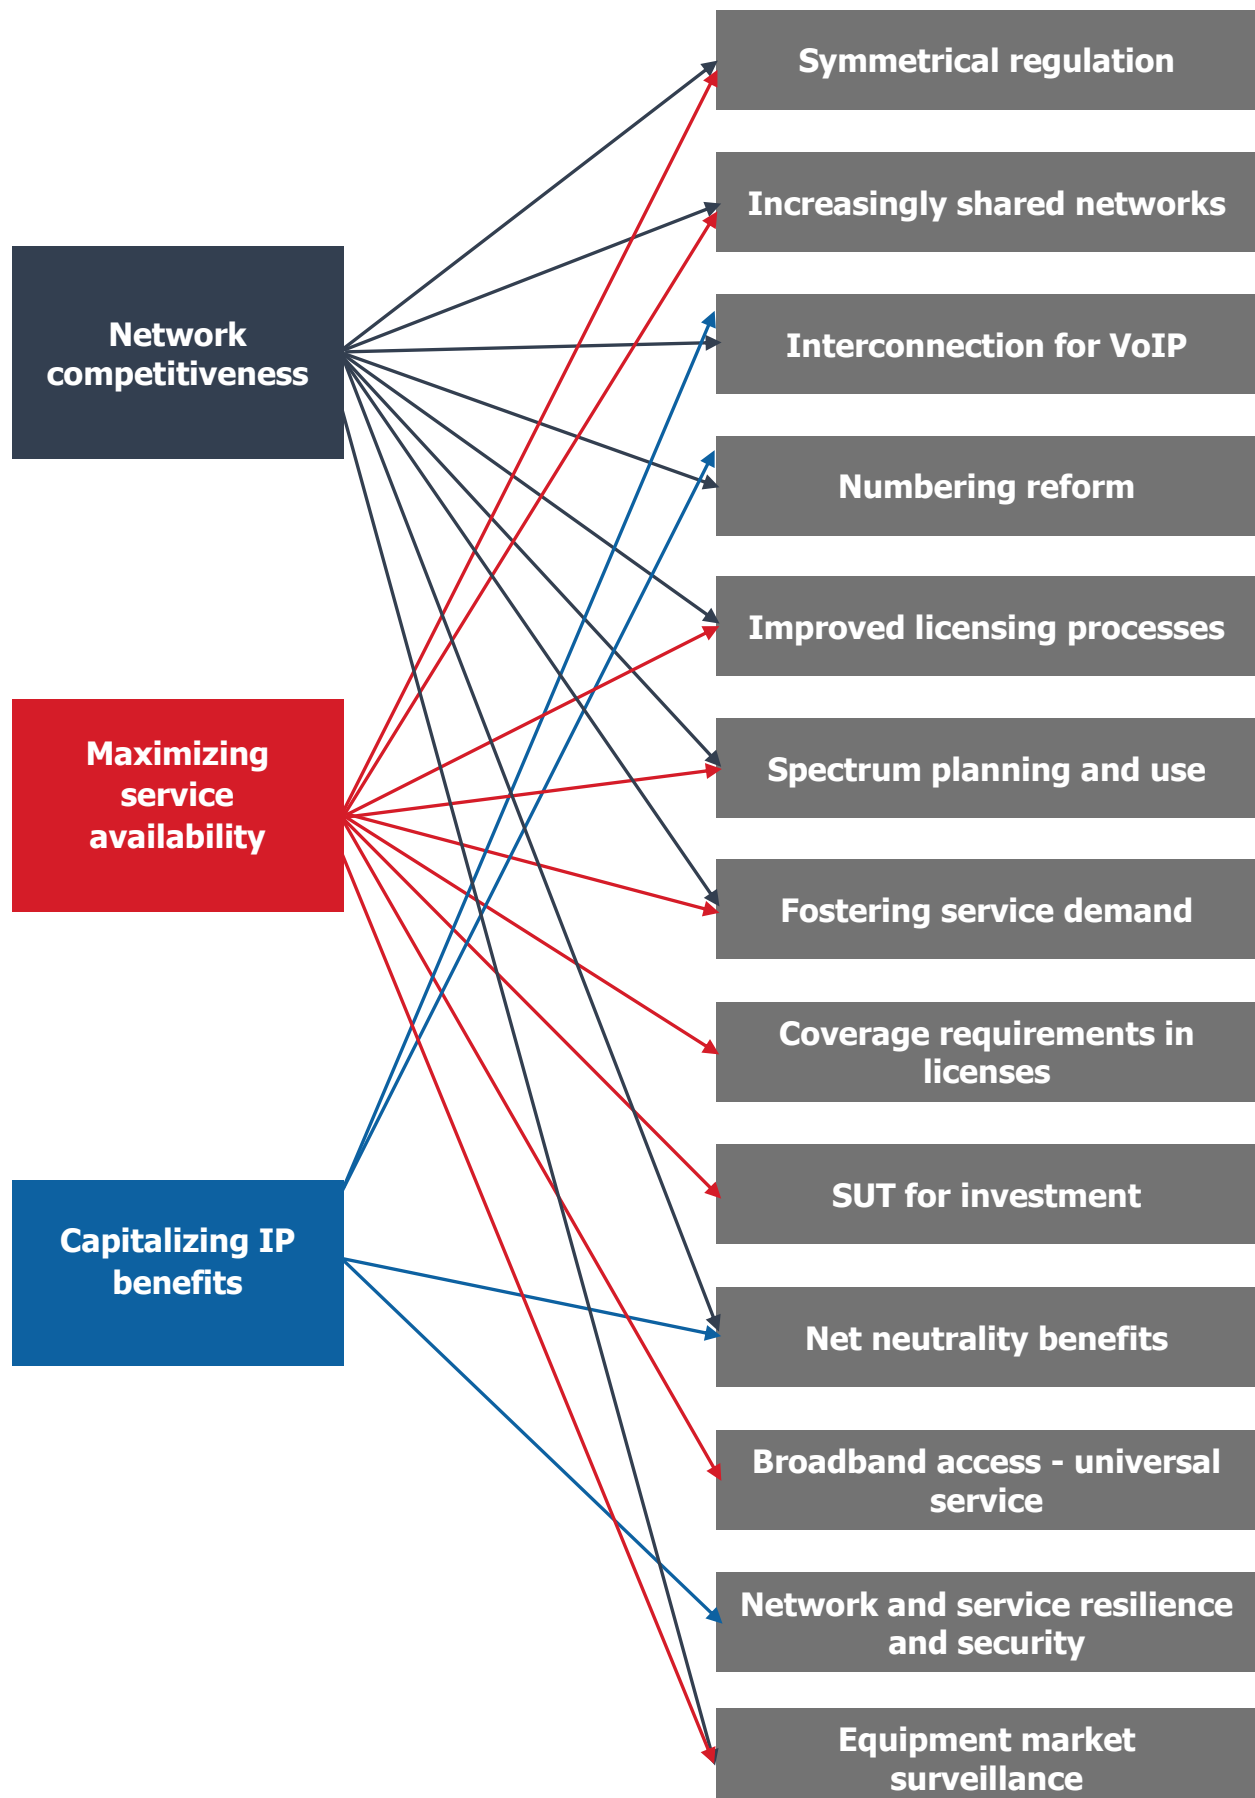 Network
competitiveness
Maximizing
service
availability
Capitalizing IP
benefits
Symmetrical regulation
Increasingly shared networks
Interconnection for VoIP
Numbering reform
Improved licensing processes
Spectrum planning and use
Fostering service demand
Coverage requirements in
licenses
SUT for investment
Net neutrality benefits
Broadband access - universal
service
Network and service resilience
and security
Equipment market
surveillance